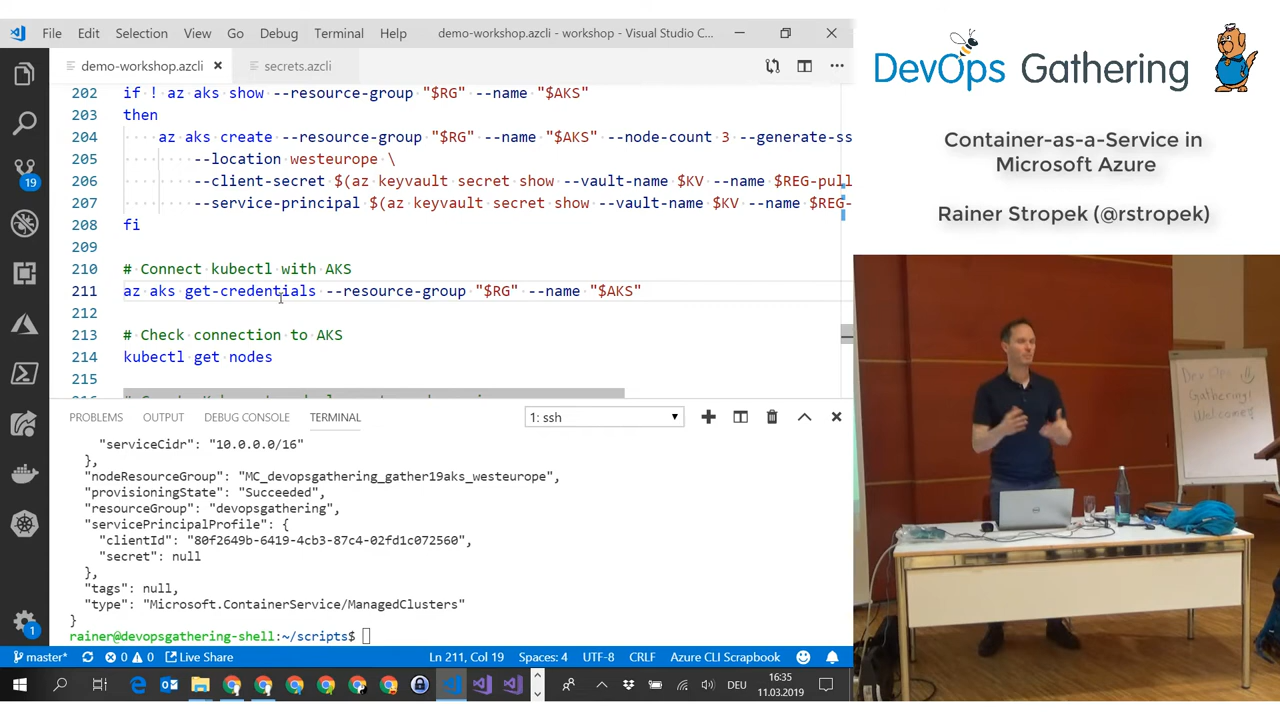 File Edit Selection View Go Debug Terminal Help demo-workshop.azcli - workshop - Visual Studio C...
demo-workshop.azcli secrets.azcli
202 if ! az aks show --resource-group "$RG" --name "$AKS"
203 then
204 az aks create --resource-group "$RG" --name "$AKS" --node-count 3 --generate-ss
205 --location westeurope \
206 --client-secret $(az keyvault secret show --vault-name $KV --name $REG-pull
207 --service-principal $(az keyvault secret show --vault-name $KV --name $REG-
208 fi
209
210 # Connect kubectl with AKS
211 az aks get-credentials --resource-group "$RG" --name "$AKS"
212
213 # Check connection to AKS
214 kubectl get nodes
215
19
PROBLEMS OUTPUT DEBUG CONSOLE TERMINAL 1: ssh
"serviceCidr": "10.0.0.0/16"
},
"nodeResourceGroup": "MC_devopsgathering_gather19aks_westeurope",
"provisioningState": "Succeeded",
"resourceGroup": "devopsgathering",
"servicePrincipalProfile": {
"clientId": "80f2649b-6419-4cb3-87c4-02fd1c072560",
"secret": null
},
"tags": null,
"type": "Microsoft.ContainerService/ManagedClusters"
}
rainer@devopsgathering-shell:~/scripts$
1
master* 0 0 Live Share Ln 211, Col 19 Spaces: 4 UTF-8 CRLF Azure CLI Scrapbook
DEU 16:35
11.03.2019
DevOps Gathering
Container-as-a-Service in
Microsoft Azure
Rainer Stropek (@rstropek)
DevOps
Gathering!
Welcome
DELL